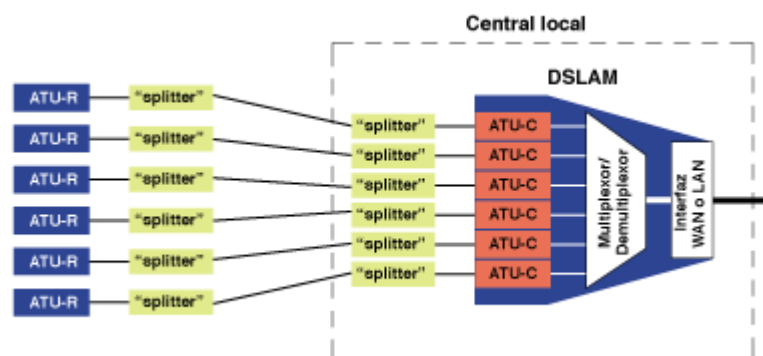 Central local
DSLAM
ATU-R "splitter"
ATU-R "splitter"
ATU-R "splitter"
ATU-R "splitter"
ATU-R "splitter"
ATU-R "splitter"
"splitter" ATU-C
"splitter" ATU-C
"splitter" ATU-C
"splitter" ATU-C
"splitter" ATU-C
"splitter" ATU-C
Multiplexor/
Demultiplexor
Interfaz
WAN o LAN